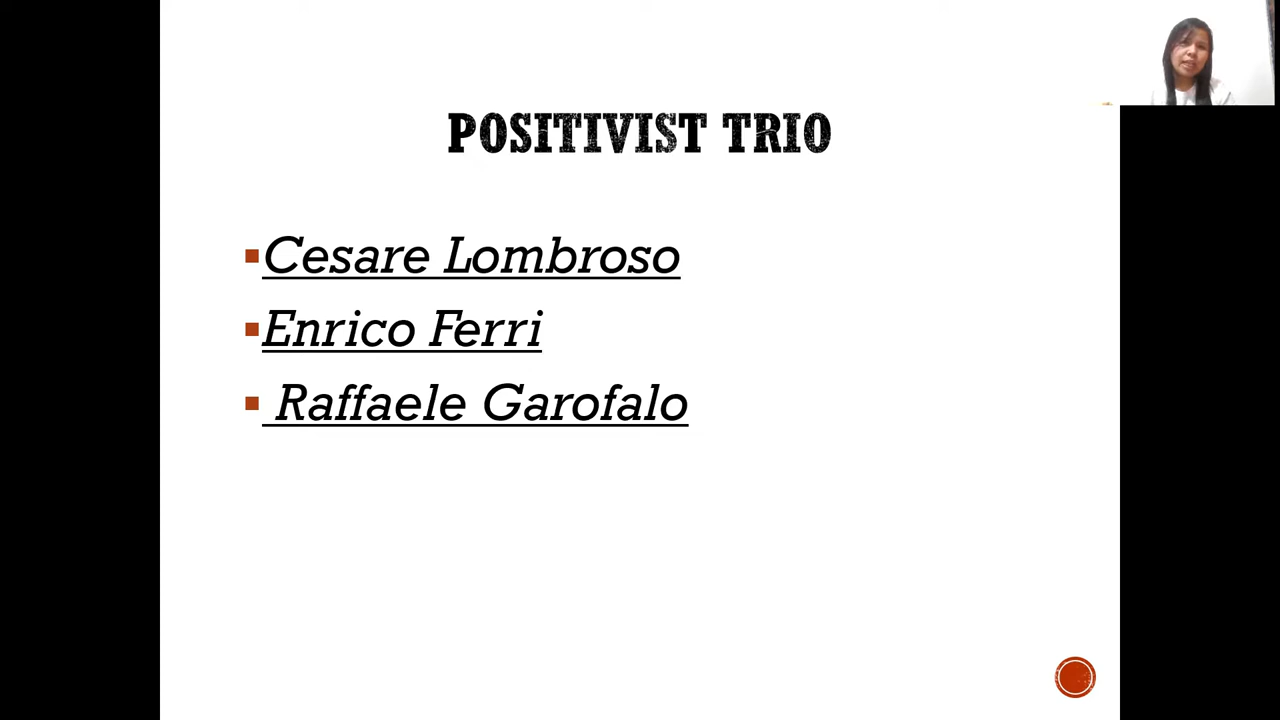 POSITIVIST TRIO
▪Cesare Lombroso
▪Enrico Ferri
▪ Raffaele Garofalo